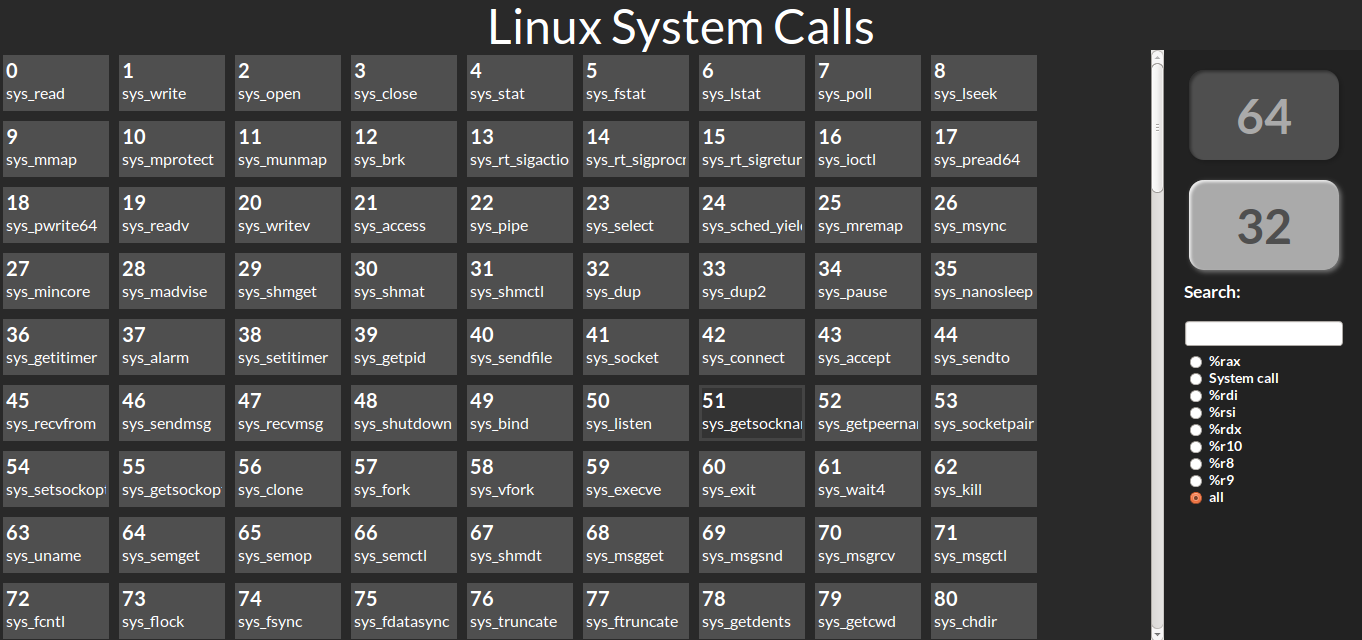 Linux System Calls
0 1 2 3 4 5 6 7 8
sys_read sys_write sys_open sys_close sys_stat sys_fstat sys_lstat sys_poll sys_lseek
9 10 11 12 13 14 15 16 17
sys_mmap sys_mprotect sys_munmap sys_brk sys_rt_sigactio sys_rt_sigprocr sys_rt_sigretur sys_ioctl sys_pread64
18 19 20 21 22 23 24 25 26
sys_pwrite64 sys_readv sys_writev sys_access sys_pipe sys_select sys_sched_yiel sys_mremap sys_msync
27 28 29 30 31 32 33 34 35
sys_mincore sys_madvise sys_shmget sys_shmat sys_shmctl sys_dup sys_dup2 sys_pause sys_nanosleep
36 37 38 39 40 41 42 43 44
sys_getitimer sys_alarm sys_setitimer sys_getpid sys_sendfile sys_socket sys_connect sys_accept sys_sendto
45 46 47 48 49 50 51 52 53
sys_recvfrom sys_sendmsg sys_recvmsg sys_shutdown sys_bind sys_listen sys_getsockna sys_getpeerna sys_socketpair
54 55 56 57 58 59 60 61 62
sys_setsockopt sys_getsockop sys_clone sys_fork sys_vfork sys_execve sys_exit sys_wait4 sys_kill
63 64 65 66 67 68 69 70 71
sys_uname sys_semget sys_semop sys_semctl sys_shmdt sys_msgget sys_msgsnd sys_msgrcv sys_msgctl
72 73 74 75 76 77 78 79 80
sys_fcntl sys_flock sys_fsync sys_fdatasync sys_truncate sys_ftruncate sys_getdents sys_getcwd sys_chdir
64
32
Search:
%rax
System call
%rdi
%rsi
%rdx
%r10
%r8
%r9
all